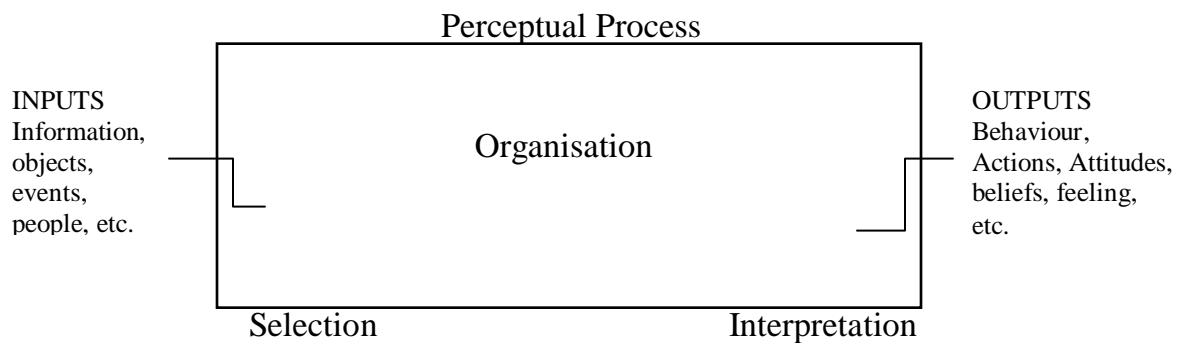 Perceptual Process
INPUTS
Information,
objects,
events,
people, etc.
Organisation
OUTPUTS
Behaviour,
Actions, Attitudes,
beliefs, feeling,
etc.
Selection
Interpretation